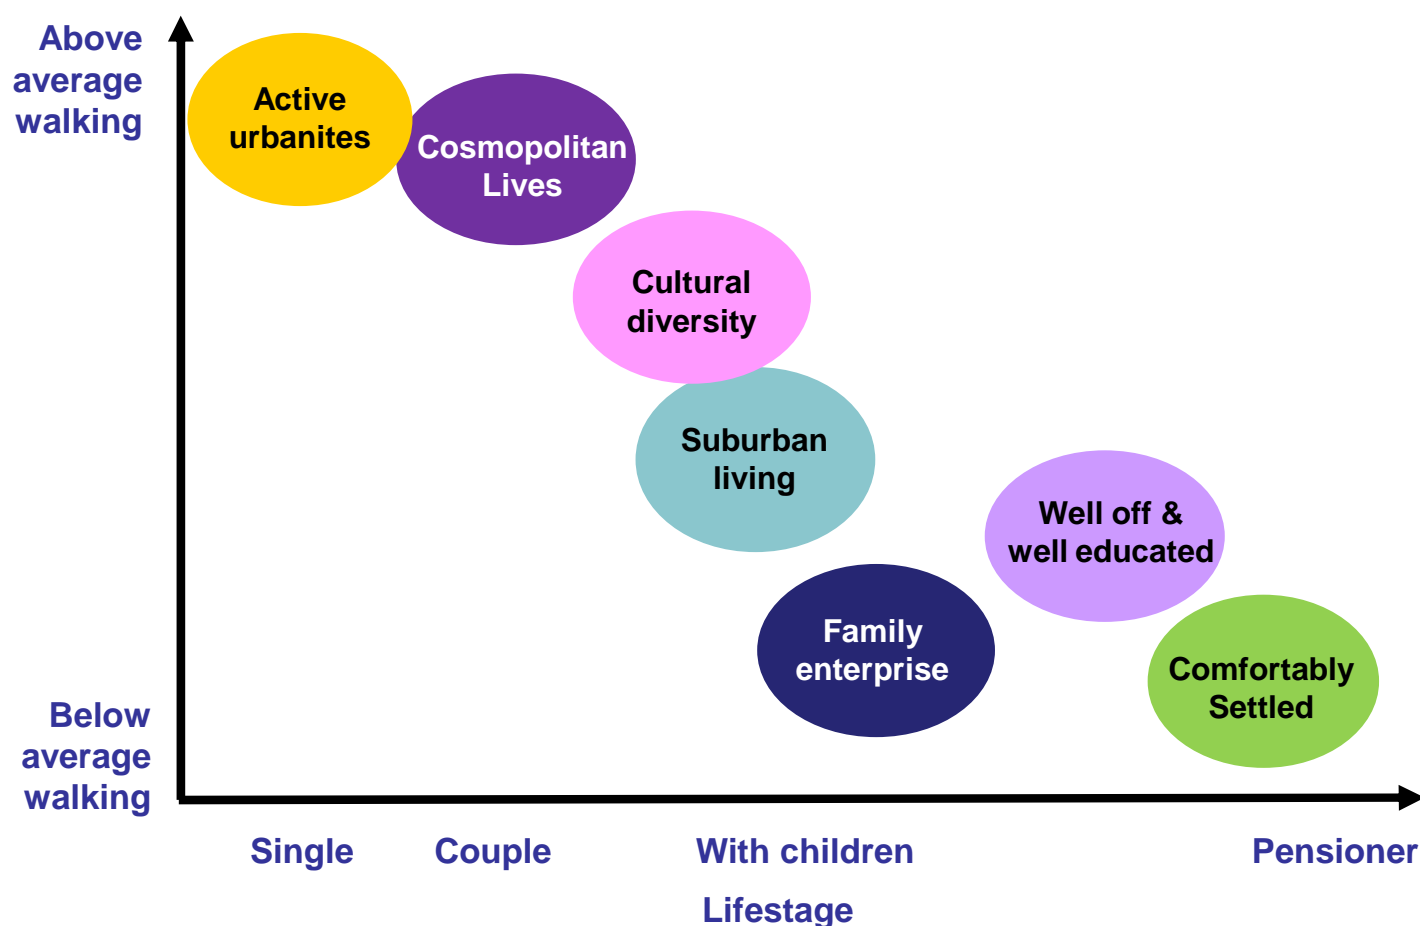 Above
average
walking
Active
urbanites
Cosmopolitan
Lives
Cultural
diversity
Suburban
living
Well off &
well educated
Family
enterprise
Comfortably
Settled
Below
average
walking
Single
Couple
With children
Pensioner
Lifestage